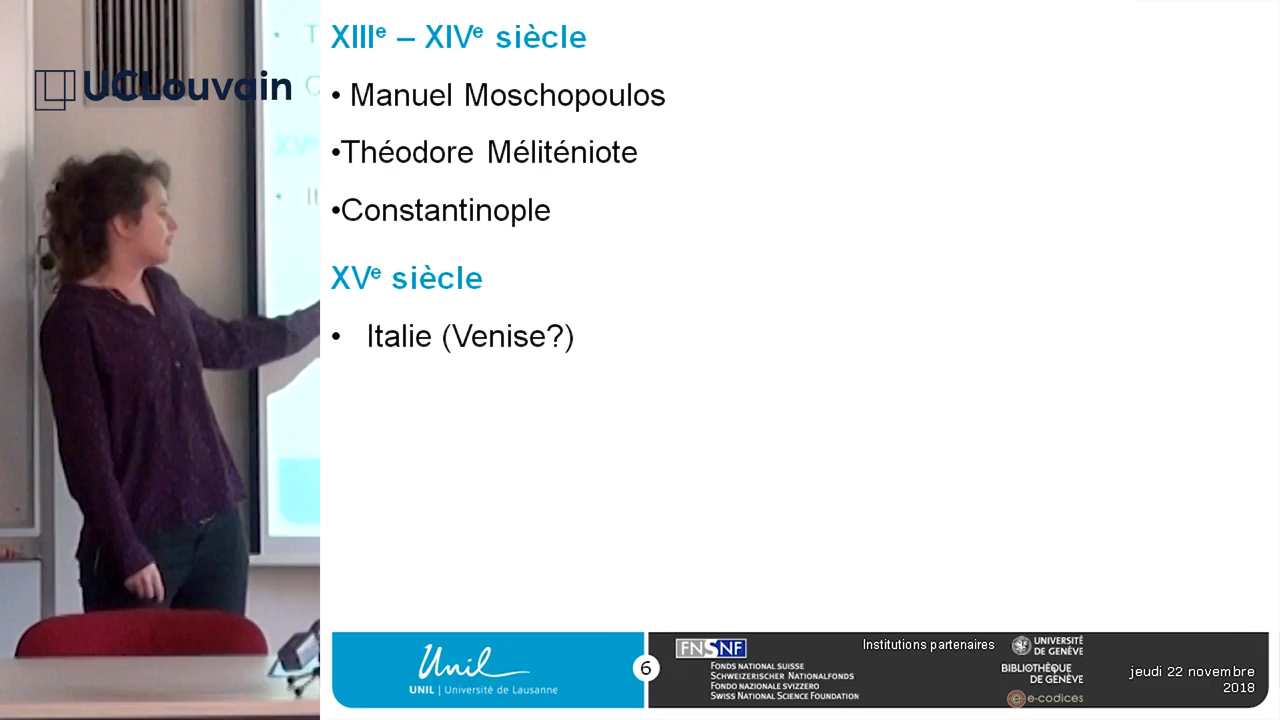 UCLouvain
XIIIe – XIVe siècle
• Manuel Moschopoulos
•Théodore Méliténiote
•Constantinople
XVe siècle
• Italie (Venise?)
Unil
UNIL | Université de Lausanne
6
FNSNF
FONDS NATIONAL SUISSE
SCHWEIZERISCHER NATIONALFONDS
FONDO NAZIONALE SVIZZERO
SWISS NATIONAL SCIENCE FOUNDATION
Institutions partenaires
UNIVERSITÉ
DE GENÈVE
BIBLIOTHÈQUE
DE GENÈVE
e-codices
jeudi 22 novembre
2018